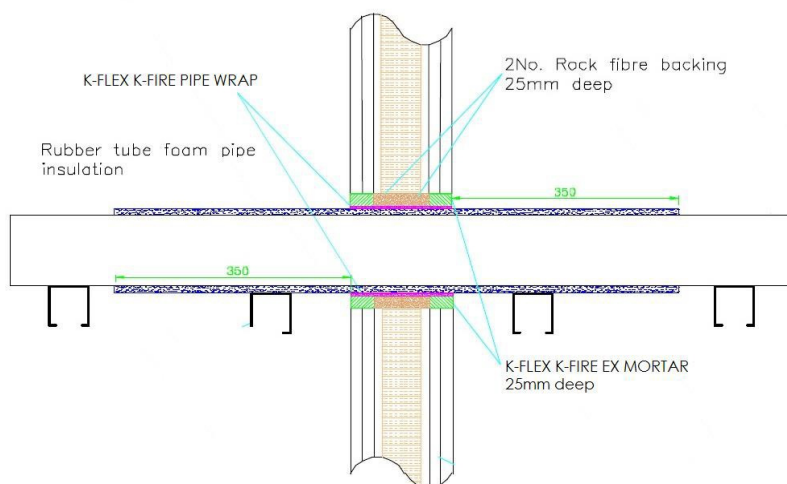 K-FLEX K-FIRE PIPE WRAP
2No. Rock fibre backing
25mm deep
Rubber tube foam pipe
insulation
350
350
K-FLEX K-FIRE EX MORTAR
25mm deep